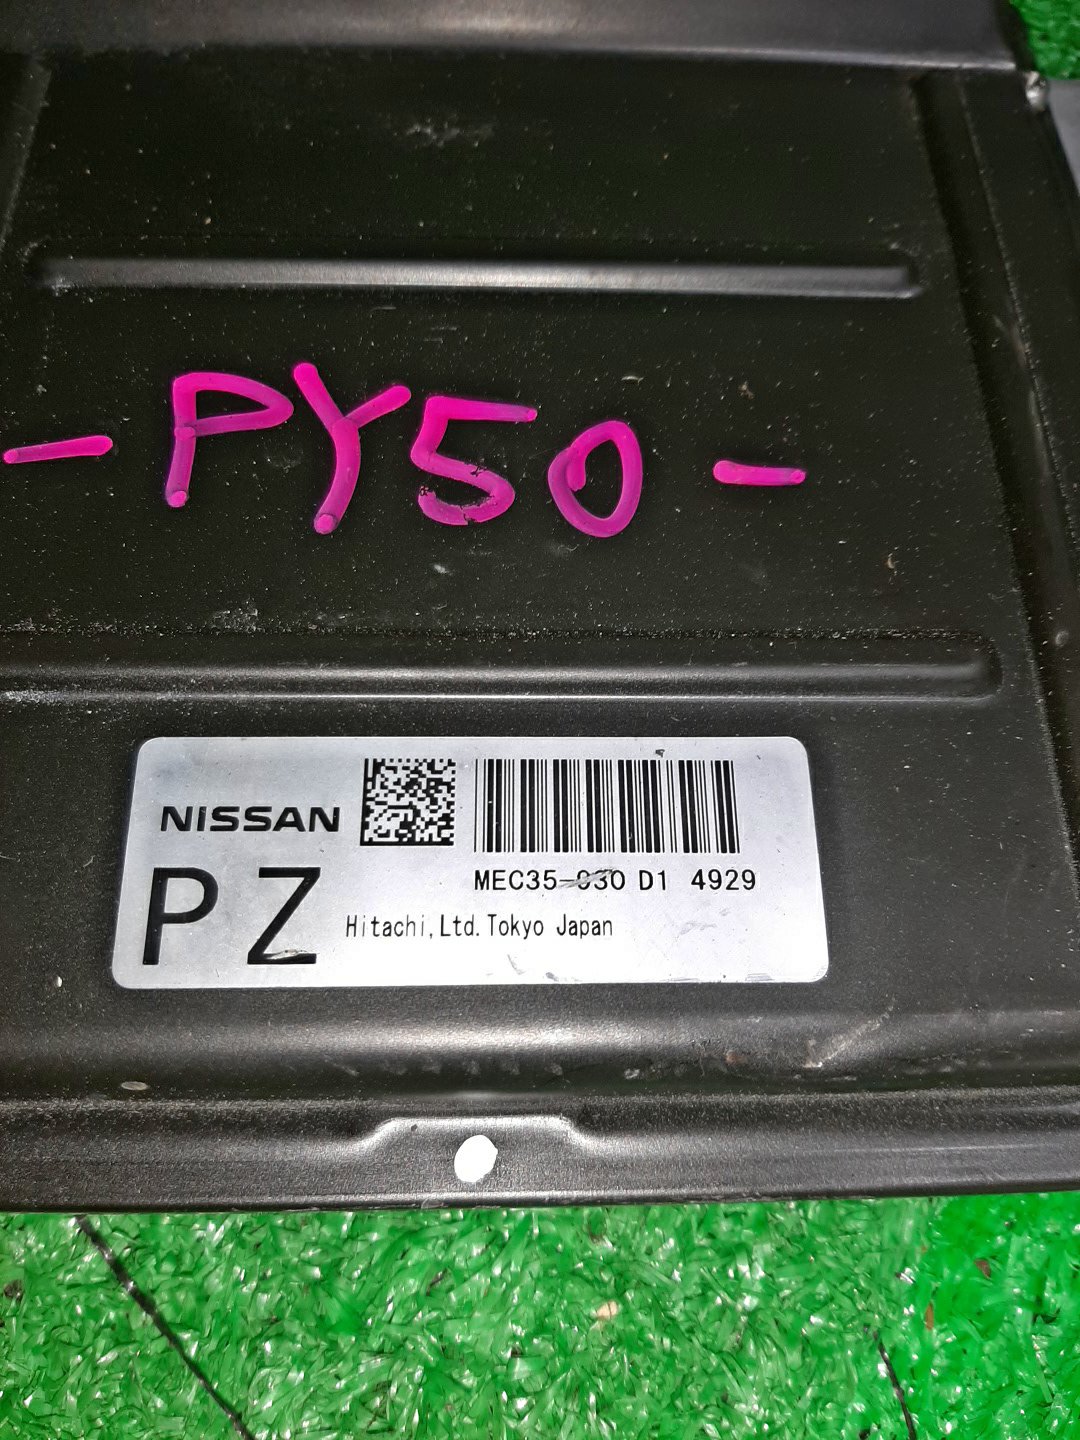 -PY50-
NISSAN
MEC35-030 D1 4929
PZ
Hitachi,Ltd.Tokyo Japan